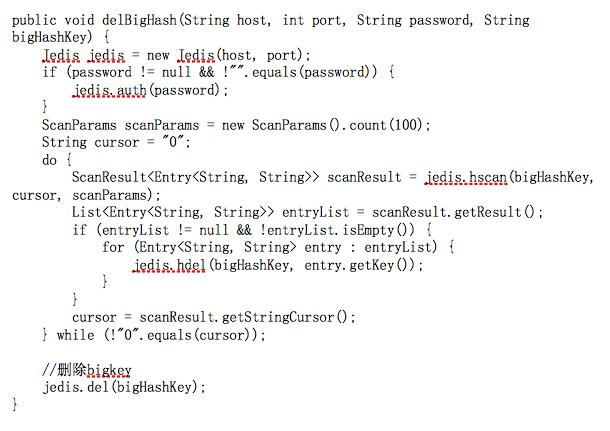 public void delBigHash(String host, int port, String password, String
bigHashKey) {
    Jedis jedis = new Jedis(host, port);
    if (password != null && !"".equals(password)) {
        jedis.auth(password);
    }
    ScanParams scanParams = new ScanParams().count(100);
    String cursor = "0";
    do {
        ScanResult<Entry<String, String>> scanResult = jedis.hscan(bigHashKey,
cursor, scanParams);
        List<Entry<String, String>> entryList = scanResult.getResult();
        if (entryList != null && !entryList.isEmpty()) {
            for (Entry<String, String> entry : entryList) {
                jedis.hdel(bigHashKey, entry.getKey());
            }
        }
        cursor = scanResult.getStringCursor();
    } while (!"0".equals(cursor));

    //删除bigkey
    jedis.del(bigHashKey);
}